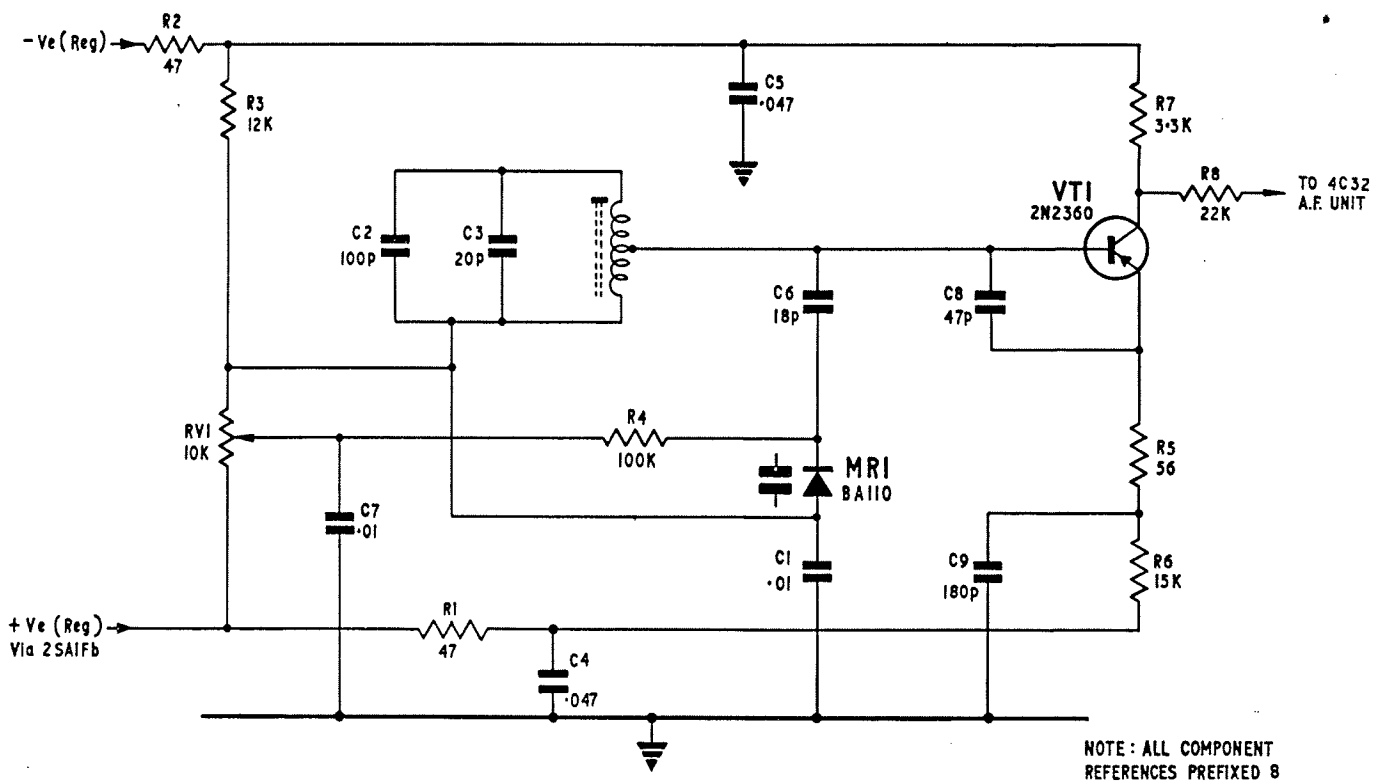 -Ve (Reg)
R2
47
R3
12K
C5
·047
R7
3·3K
R8
22K
TO 4C32
A.F. UNIT
VT1
2N2360
C2
100P
C3
20P
C6
18p
C8
47p
RV1
10K
R4
100K
MR1
BA110
R5
56
C7
·01
C1
·01
C9
180p
R6
15K
+Ve (Reg)
Via 2SA1Fb
R1
47
C4
·047
NOTE: ALL COMPONENT
REFERENCES PREFIXED 8